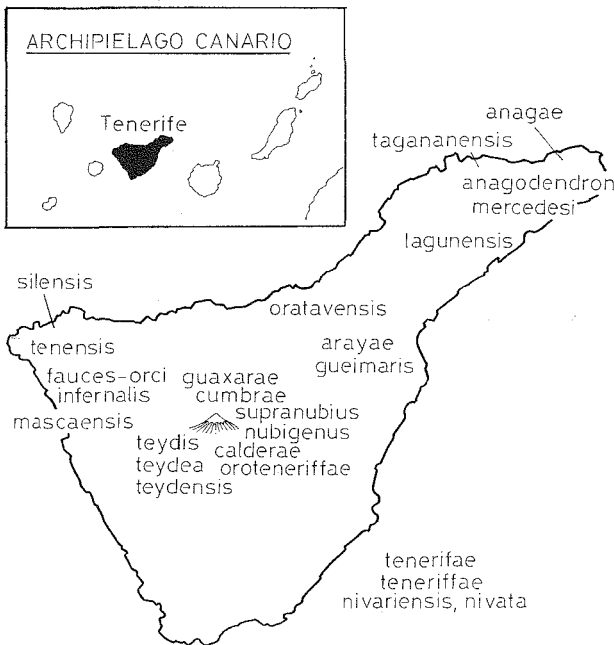 ARCHIPIELAGO CANARIO
Tenerife
anagae
tagananensis
anagodendron
mercedesi
lagunensis
silensis
oratavensis
tenensis
arayae
gueimaris
fauces-orci
infernalis
guaxarae
cumbrae
mascaensis
supranubius
nubigenus
teydis
calderae
teydea
oroteneriffae
teydensis
tenerifae
teneriffae
nivariensis, nivata